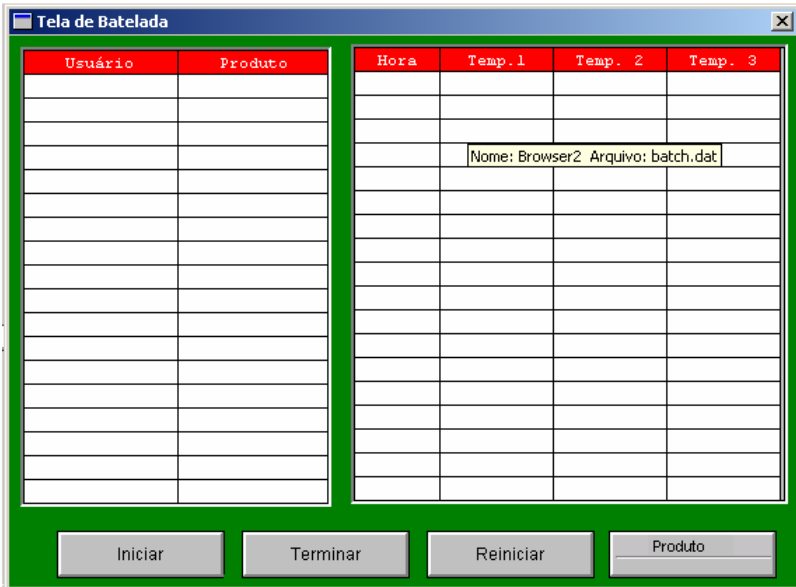 Tela de Batelada
Usuário Produto
Hora Temp.1 Temp. 2 Temp. 3
Nome: Browser2 Arquivo: batch.dat
Iniciar Terminar Reiniciar Produto